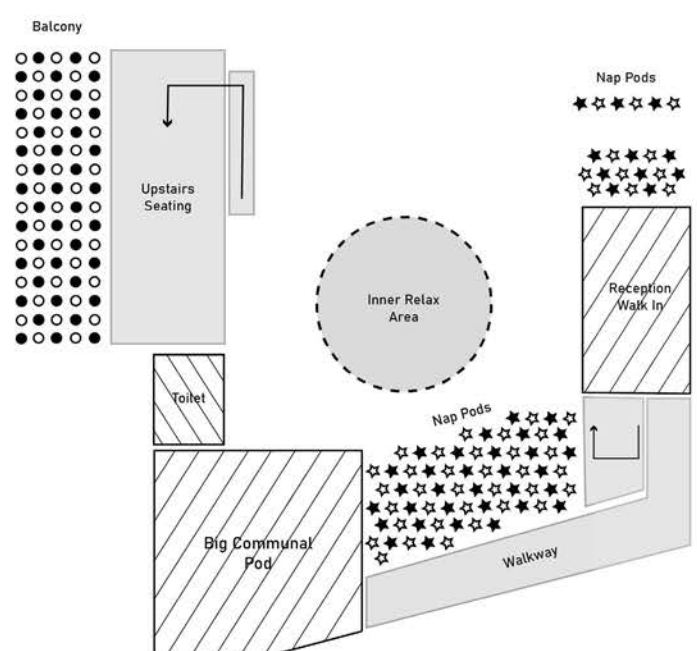 Balcony
Nap Pods
Upstairs
Seating
Inner Relax
Area
Reception
Walk In
Toilet
Nap Pods
Big Communal
Pod
Walkway